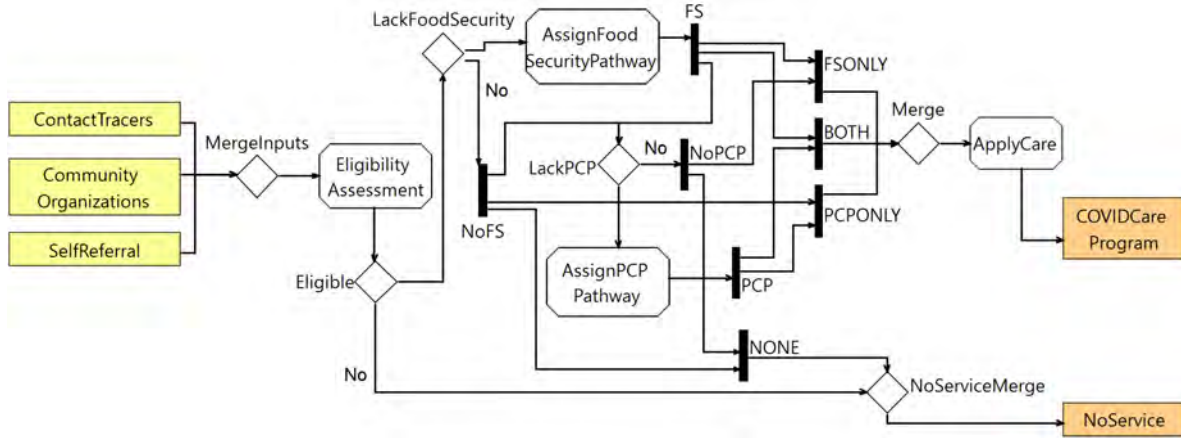 LackFoodSecurity
AssignFood
SecurityPathway
FS
No
FSONLY
ContactTracers
MergeInputs
Eligibility
Assessment
Community
Organizations
SelfReferral
LackPCP
No
NoPCP
BOTH
Merge
ApplyCare
NoFS
PCPONLY
COVIDCare
Program
Eligible
AssignPCP
Pathway
PCP
No
NONE
NoServiceMerge
NoService